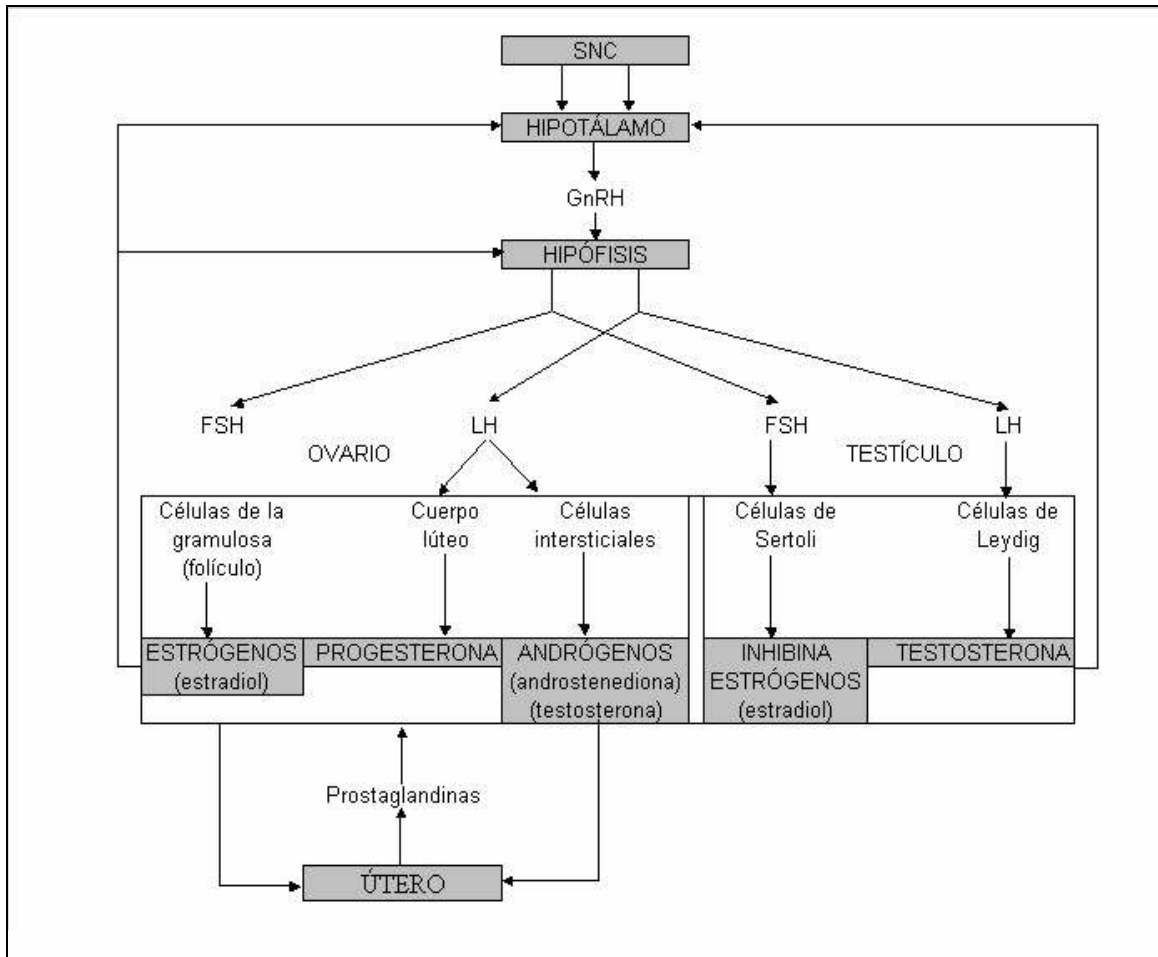 SNC
HIPOTÁLAMO
GnRH
HIPÓFISIS
FSH
LH
FSH
LH
OVARIO
TESTÍCULO
Células de la
gramulosa
(folículo)
Cuerpo
lúteo
Células
intersticiales
Células de
Sertoli
Células de
Leydig
ESTRÓGENOS
(estradiol)
PROGESTERONA
ANDRÓGENOS
(androstenediona)
(testosterona)
INHIBINA
ESTRÓGENOS
(estradiol)
TESTOSTERONA
Prostaglandinas
ÚTERO